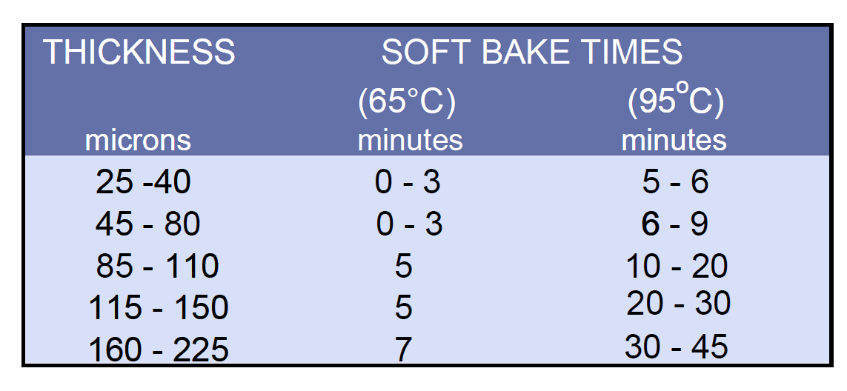 THICKNESS SOFT BAKE TIMES
(65°C) (95°C)
microns minutes minutes
25 -40 0 - 3 5 - 6
45 - 80 0 - 3 6 - 9
85 - 110 5 10 - 20
115 - 150 5 20 - 30
160 - 225 7 30 - 45